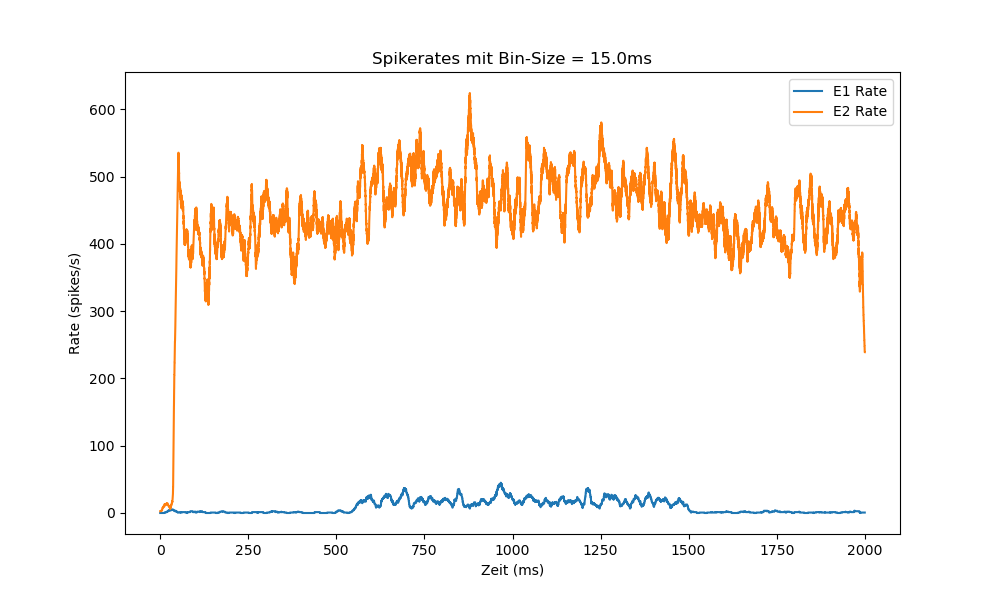 Spikerates mit Bin-Size = 15.0ms
E1 Rate
E2 Rate
600
500
400
300
200
100
0
Rate (spikes/s)
0 250 500 750 1000 1250 1500 1750 2000
Zeit (ms)